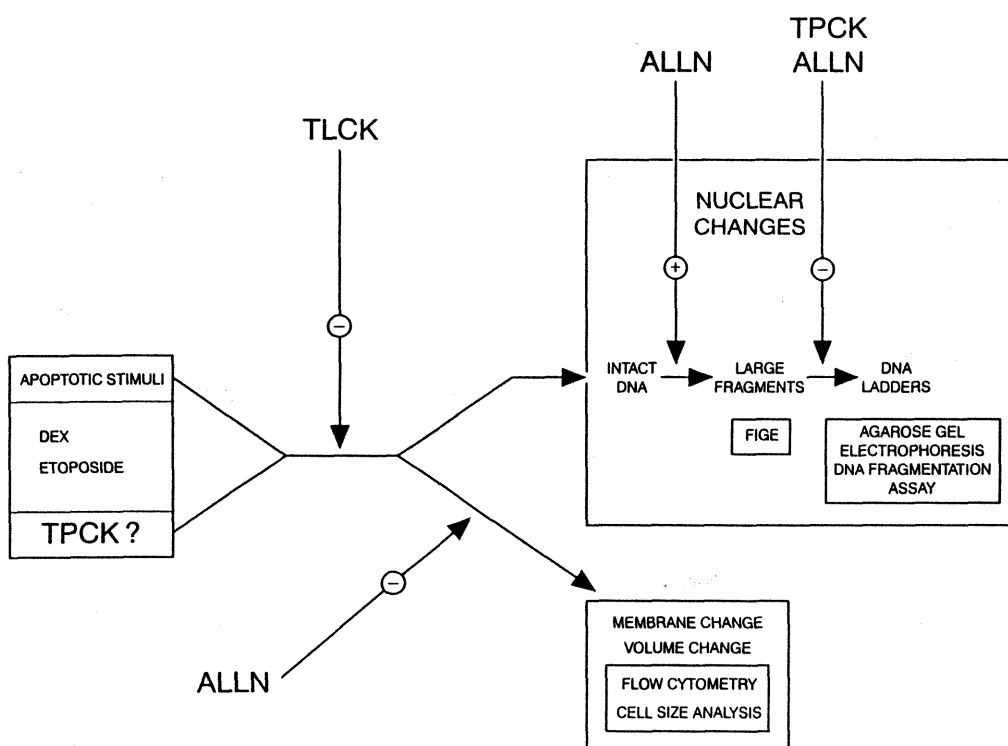 TPCK
ALLN
ALLN
TLCK
NUCLEAR
CHANGES
+
−
−
APOPTOTIC STIMULI
DEX
ETOPOSIDE
TPCK ?
INTACT
DNA
LARGE
FRAGMENTS
DNA
LADDERS
FIGE
AGAROSE GEL
ELECTROPHORESIS
DNA FRAGMENTATION
ASSAY
−
ALLN
MEMBRANE CHANGE
VOLUME CHANGE
FLOW CYTOMETRY
CELL SIZE ANALYSIS